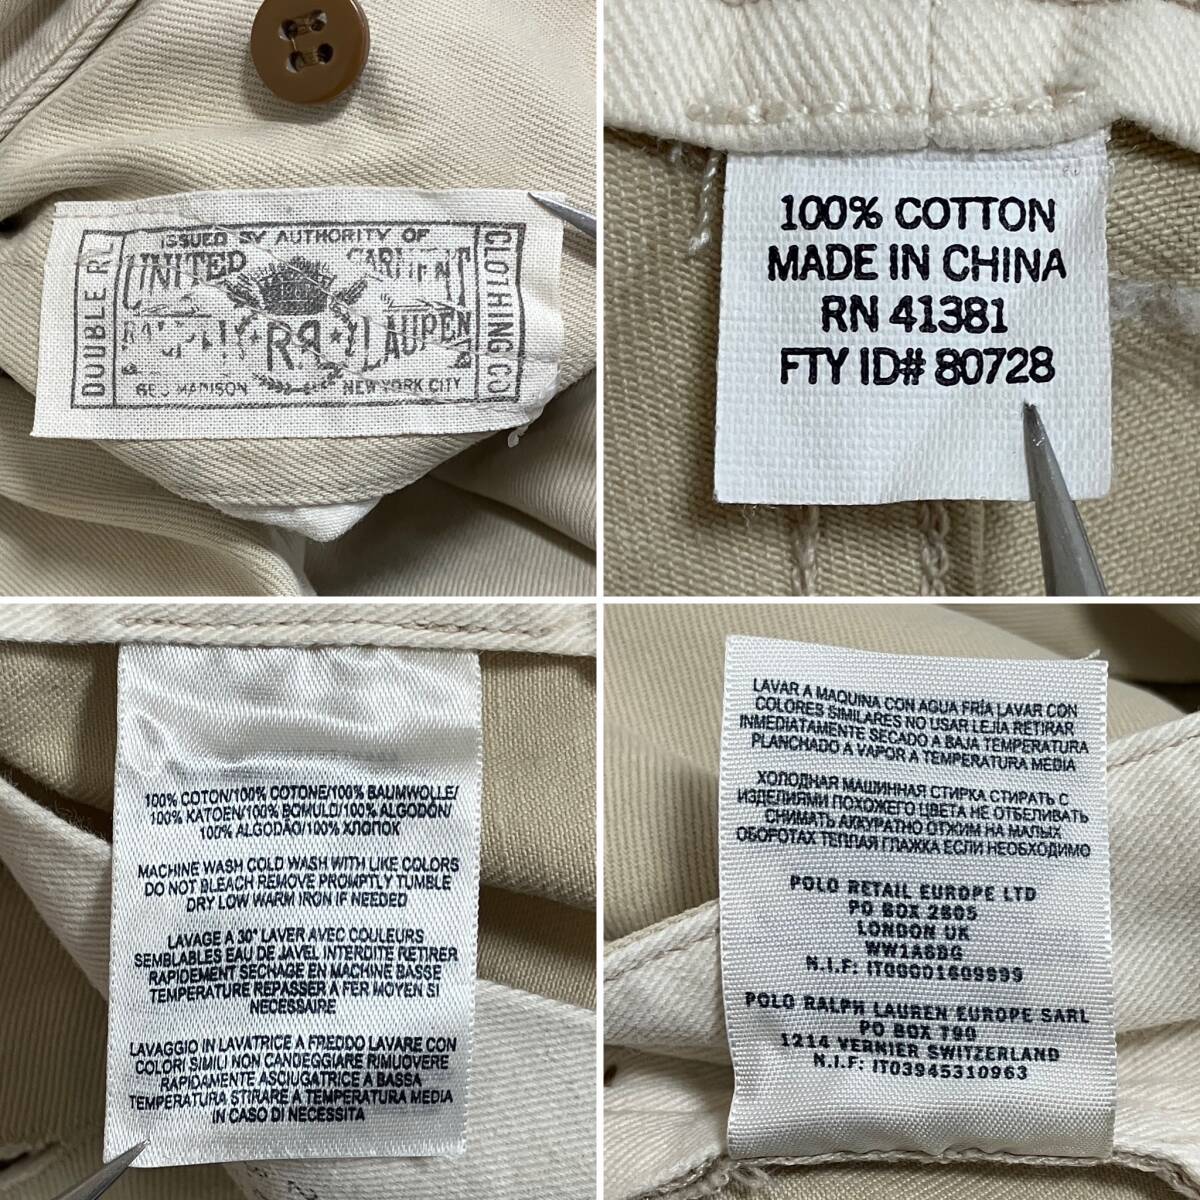 DOUBLE RL
ISSUED BY AUTHORITY OF
UNITED GARMENT
LAUREN
MADISON NEW YORK CITY
CLOTHING CO
100% COTTON
MADE IN CHINA
RN 41381
FTY ID# 80728
100% COTON/100% COTONE/100% BAUMWOLLE/
100% KATOEN/100% BOMULD/100% ALGODÓN/
100% ALGODÃO/100% ХЛОПОК
MACHINE WASH COLD WASH WITH LIKE COLORS
DO NOT BLEACH REMOVE PROMPTLY TUMBLE
DRY LOW WARM IRON IF NEEDED
LAVAGE A 30° LAVER AVEC COULEURS
SEMBLABLES EAU DE JAVEL INTERDITE RETIRER
RAPIDEMENT SECHAGE EN MACHINE BASSE
TEMPERATURE REPASSER A FER MOYEN SI
NECESSAIRE
LAVAGGIO IN LAVATRICE A FREDDO LAVARE CON
COLORI SIMILI NON CANDEGGIARE RIMUOVERE
RAPIDAMENTE ASCIUGATRICE A BASSA
TEMPERATURA STIRARE A TEMPERATURA MEDIA
IN CASO DI NECESSITA
LAVAR A MAQUINA CON AGUA FRÍA LAVAR CON
COLORES SIMILARES NO USAR LEJÍA RETIRAR
INMEDIATAMENTE SECADO A BAJA TEMPERATURA
PLANCHADO A VAPOR A TEMPERATURA MEDIA
ХОЛОДНАЯ МАШИННАЯ СТИРКА СТИРАТЬ С
ИЗДЕЛИЯМИ ПОХОЖЕГО ЦВЕТА НЕ ОТБЕЛИВАТЬ
СНИМАТЬ АККУРАТНО ОТЖИМ НА МАЛЫХ
ОБОРОТАХ ТЕПЛАЯ ГЛАЖКА ЕСЛИ НЕОБХОДИМО
POLO RETAIL EUROPE LTD
PO BOX 2805
LONDON UK
WW1A6BG
N.I.F: IT00001609999
POLO RALPH LAUREN EUROPE SARL
PO BOX 790
1214 VERNIER SWITZERLAND
N.I.F: IT03945310963